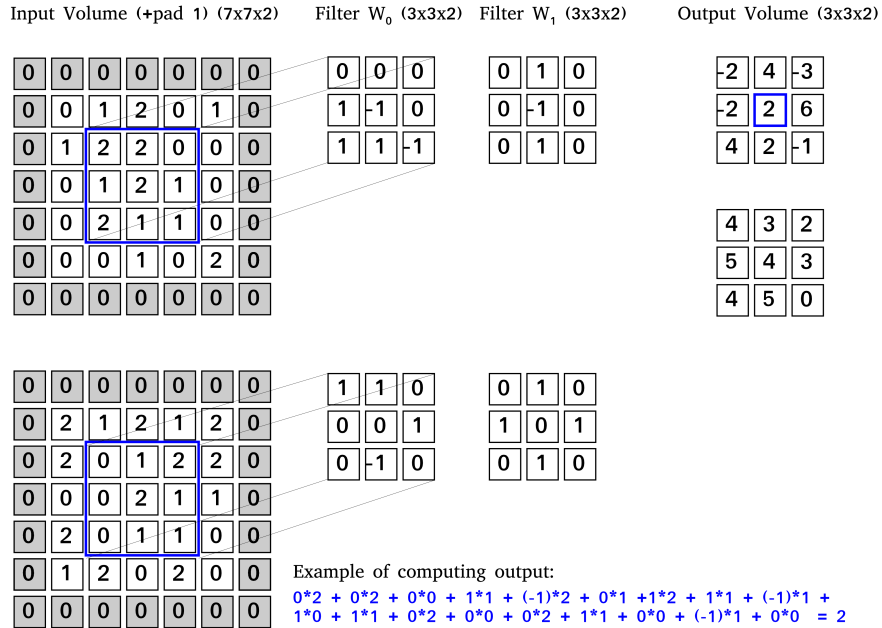 Input Volume (+pad 1) (7x7x2) Filter W0 (3x3x2) Filter W1 (3x3x2) Output Volume (3x3x2)
0 0 0 0 0 0 0 0 0 0 0 1 0 -2 4 -3
0 0 1 2 0 1 0 1 -1 0 0 -1 0 -2 2 6
0 1 2 2 0 0 0 1 1 -1 0 1 0 4 2 -1
0 0 1 2 1 0 0
0 0 2 1 1 0 0 4 3 2
0 0 0 1 0 2 0 5 4 3
0 0 0 0 0 0 0 4 5 0
0 0 0 0 0 0 0 1 1 0 0 1 0
0 2 1 2 1 2 0 0 0 1 1 0 1
0 2 0 1 2 2 0 0 -1 0 0 1 0
0 0 0 2 1 1 0
0 2 0 1 1 0 0
0 1 2 0 2 0 0 Example of computing output:
0*2 + 0*2 + 0*0 + 1*1 + (-1)*2 + 0*1 +1*2 + 1*1 + (-1)*1 +
0 0 0 0 0 0 0 1*0 + 1*1 + 0*2 + 0*0 + 0*2 + 1*1 + 0*0 + (-1)*1 + 0*0 = 2